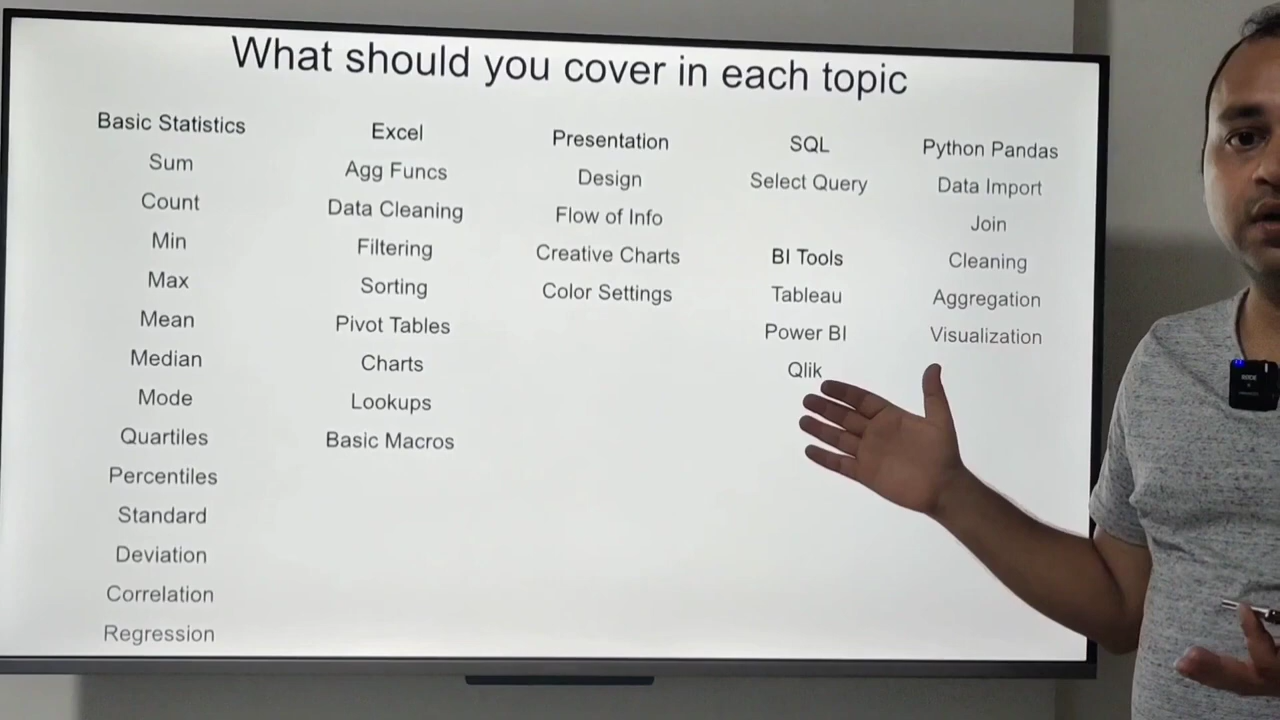 What should you cover in each topic
Basic Statistics
Sum
Count
Min
Max
Mean
Median
Mode
Quartiles
Percentiles
Standard
Deviation
Correlation
Regression
Excel
Agg Funcs
Data Cleaning
Filtering
Sorting
Pivot Tables
Charts
Lookups
Basic Macros
Presentation
Design
Flow of Info
Creative Charts
Color Settings
SQL
Select Query
BI Tools
Tableau
Power BI
Qlik
Python Pandas
Data Import
Join
Cleaning
Aggregation
Visualization
RODE